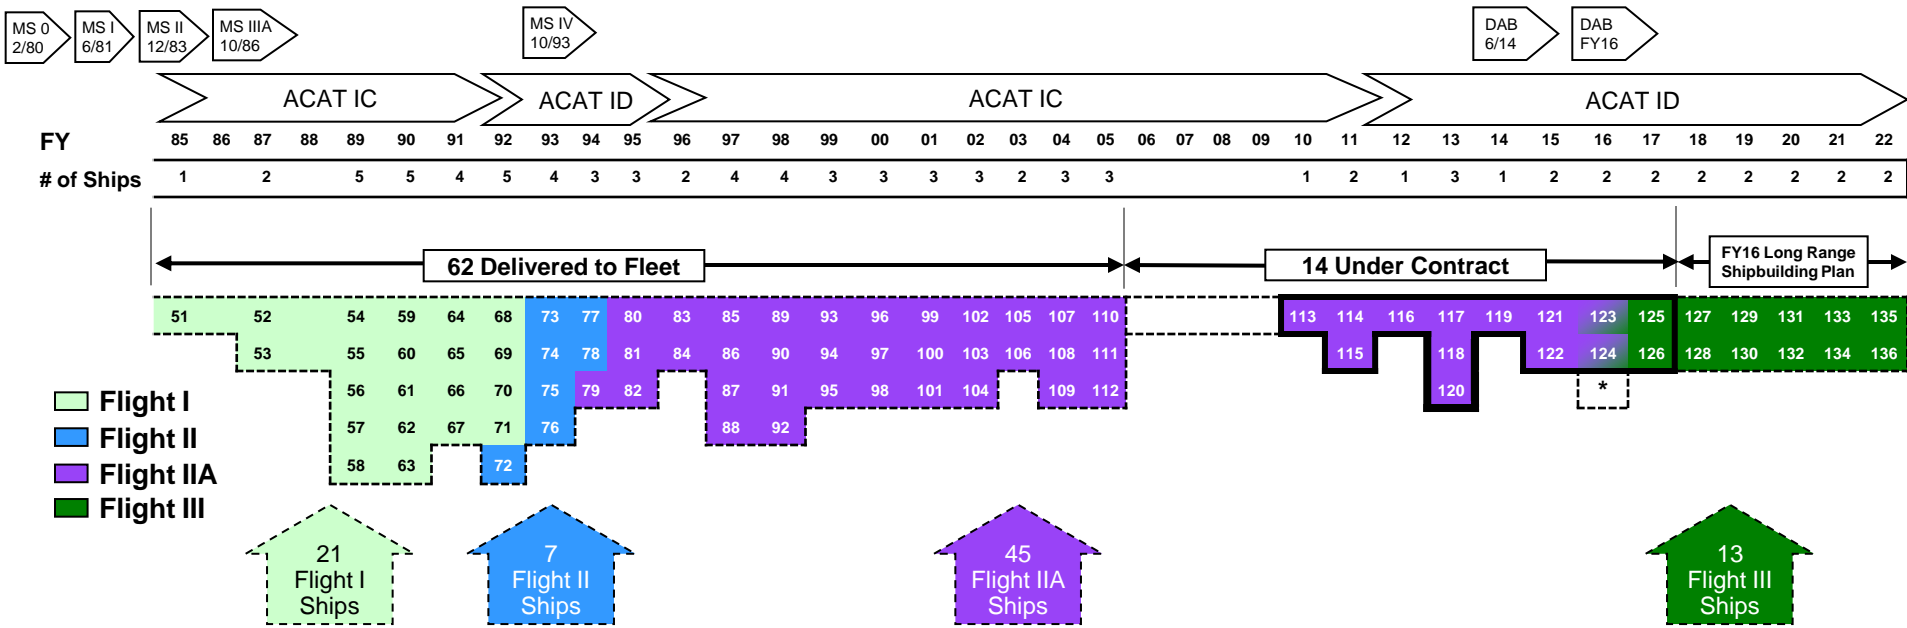 MS 0
2/80
MS I
6/81
MS II
12/83
MS IIIA
10/86
MS IV
10/93
DAB
6/14
DAB
FY16
ACAT IC ACAT ID ACAT IC ACAT ID
FY 85 86 87 88 89 90 91 92 93 94 95 96 97 98 99 00 01 02 03 04 05 06 07 08 09 10 11 12 13 14 15 16 17 18 19 20 21 22
# of Ships 1 2 5 5 4 5 4 3 3 2 4 4 3 3 3 3 2 3 3 1 2 1 3 1 2 2 2 2 2 2 2 2
62 Delivered to Fleet
14 Under Contract
FY16 Long Range
Shipbuilding Plan
51 52 54 59 64 68 73 77 80 83 85 89 93 96 99 102 105 107 110 113 114 116 117 119 121 123 125 127 129 131 133 135
53 55 60 65 69 74 78 81 84 86 90 94 97 100 103 106 108 111 115 118 122 124 126 128 130 132 134 136
56 61 66 70 75 79 82 87 91 95 98 101 104 109 112 120 *
57 62 67 71 76 88 92
58 63 72
Flight I
Flight II
Flight IIA
Flight III
21
Flight I
Ships
7
Flight II
Ships
45
Flight IIA
Ships
13
Flight III
Ships